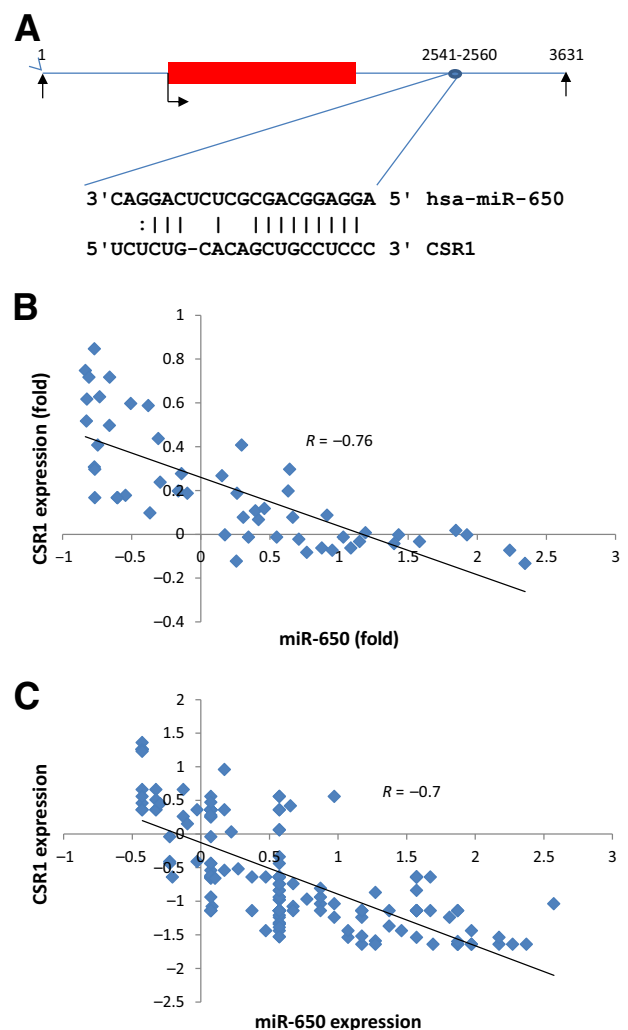 A
1 2541-2560 3631
3'CAGGACUCUCGCGACGGAGGA 5' hsa-miR-650
:||| | |||||||||
5'UCUCUG-CACAGCUGCCUCCC 3' CSR1
B
1
0.8
0.6
0.4
0.2
0
−0.2
−0.4
−1 −0.5 0 0.5 1 1.5 2 2.5 3
R = −0.76
CSR1 expression (fold)
miR-650 (fold)
C
2
1.5
1
0.5
0
−0.5
−1
−1.5
−2
−2.5
−1 −0.5 0 0.5 1 1.5 2 2.5 3
R = −0.7
CSR1 expression
miR-650 expression